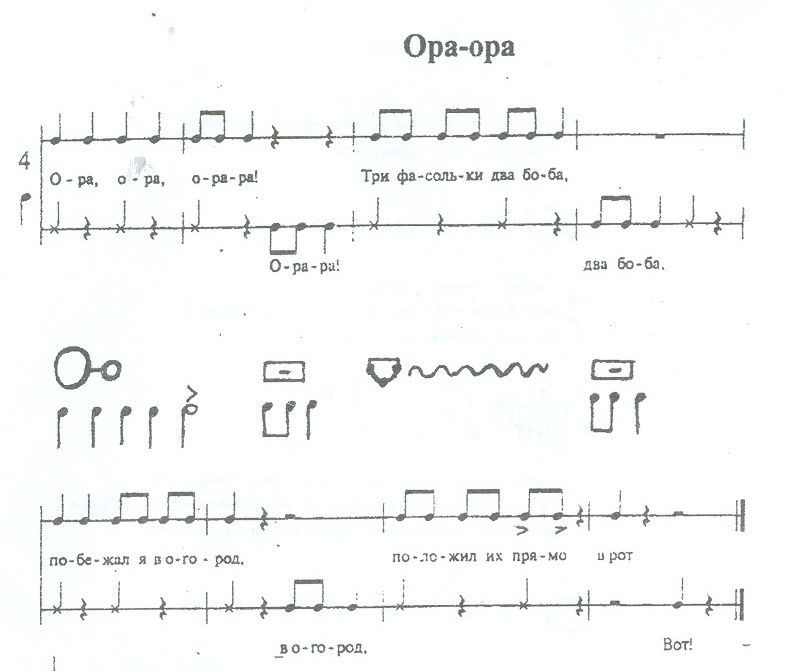 Ора-ора
4
О - ра, о - ра, о-ра-ра! Три фа-соль-ки два бо-ба,
О-ра-ра! два бо-ба,
по-бе-жал я в о-го - род, по-ло-жил их пря-мо в рот
в о-го-род, Вот!